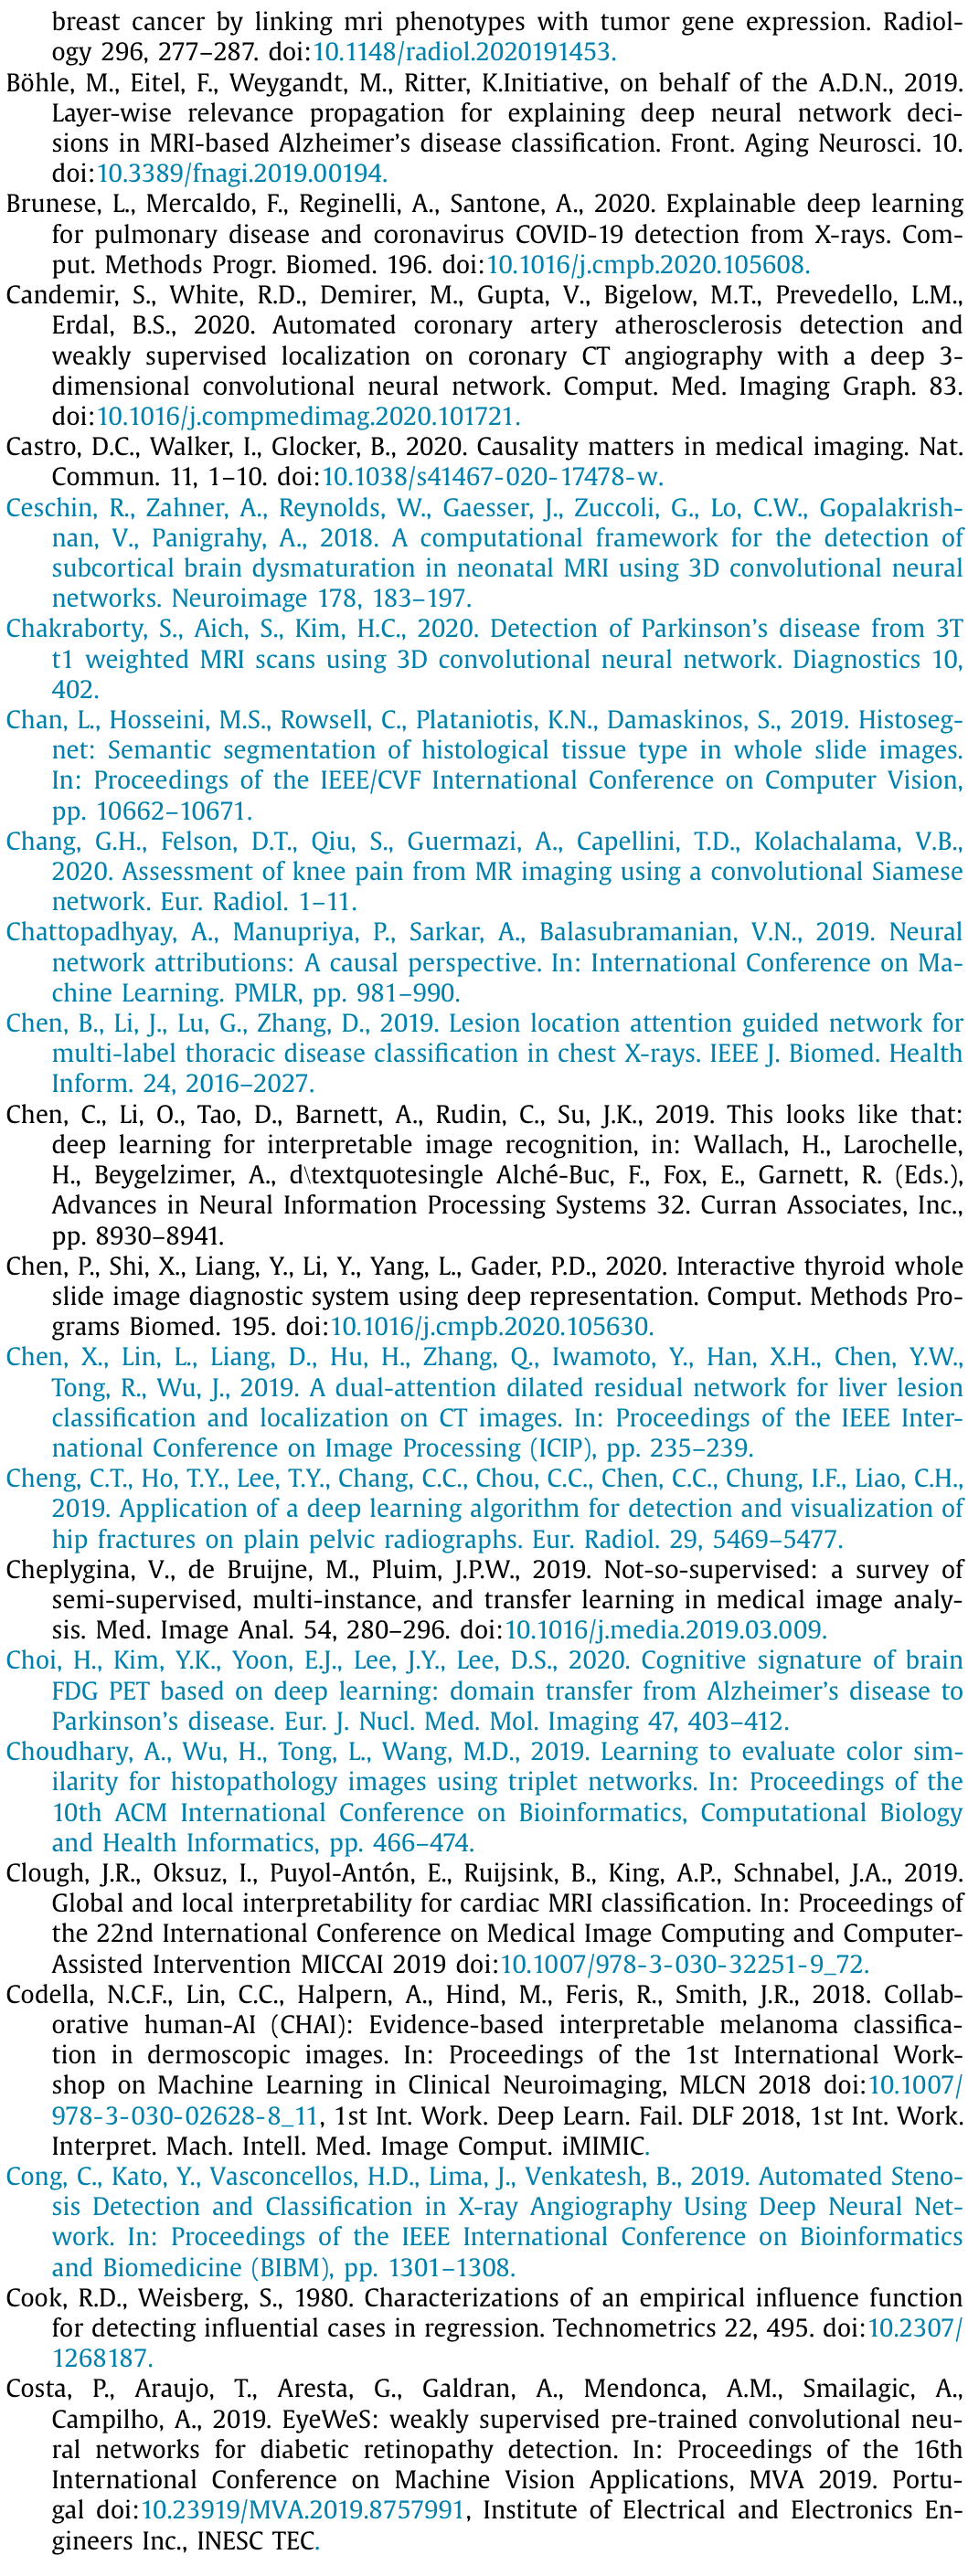 breast cancer by linking mri phenotypes with tumor gene expression. Radiol-
ogy 296, 277–287. doi:10.1148/radiol.2020191453.
Böhle, M., Eitel, F., Weygandt, M., Ritter, K.Initiative, on behalf of the A.D.N., 2019.
Layer-wise relevance propagation for explaining deep neural network deci-
sions in MRI-based Alzheimer's disease classification. Front. Aging Neurosci. 10.
doi:10.3389/fnagi.2019.00194.
Brunese, L., Mercaldo, F., Reginelli, A., Santone, A., 2020. Explainable deep learning
for pulmonary disease and coronavirus COVID-19 detection from X-rays. Com-
put. Methods Progr. Biomed. 196. doi:10.1016/j.cmpb.2020.105608.
Candemir, S., White, R.D., Demirer, M., Gupta, V., Bigelow, M.T., Prevedello, L.M.,
Erdal, B.S., 2020. Automated coronary artery atherosclerosis detection and
weakly supervised localization on coronary CT angiography with a deep 3-
dimensional convolutional neural network. Comput. Med. Imaging Graph. 83.
doi:10.1016/j.compmedimag.2020.101721.
Castro, D.C., Walker, I., Glocker, B., 2020. Causality matters in medical imaging. Nat.
Commun. 11, 1–10. doi:10.1038/s41467-020-17478-w.
Ceschin, R., Zahner, A., Reynolds, W., Gaesser, J., Zuccoli, G., Lo, C.W., Gopalakrish-
nan, V., Panigrahy, A., 2018. A computational framework for the detection of
subcortical brain dysmaturation in neonatal MRI using 3D convolutional neural
networks. Neuroimage 178, 183–197.
Chakraborty, S., Aich, S., Kim, H.C., 2020. Detection of Parkinson's disease from 3T
t1 weighted MRI scans using 3D convolutional neural network. Diagnostics 10,
402.
Chan, L., Hosseini, M.S., Rowsell, C., Plataniotis, K.N., Damaskinos, S., 2019. Histoseg-
net: Semantic segmentation of histological tissue type in whole slide images.
In: Proceedings of the IEEE/CVF International Conference on Computer Vision,
pp. 10662–10671.
Chang, G.H., Felson, D.T., Qiu, S., Guermazi, A., Capellini, T.D., Kolachalama, V.B.,
2020. Assessment of knee pain from MR imaging using a convolutional Siamese
network. Eur. Radiol. 1–11.
Chattopadhyay, A., Manupriya, P., Sarkar, A., Balasubramanian, V.N., 2019. Neural
network attributions: A causal perspective. In: International Conference on Ma-
chine Learning. PMLR, pp. 981–990.
Chen, B., Li, J., Lu, G., Zhang, D., 2019. Lesion location attention guided network for
multi-label thoracic disease classification in chest X-rays. IEEE J. Biomed. Health
Inform. 24, 2016–2027.
Chen, C., Li, O., Tao, D., Barnett, A., Rudin, C., Su, J.K., 2019. This looks like that:
deep learning for interpretable image recognition, in: Wallach, H., Larochelle,
H., Beygelzimer, A., d\textquotesingle Alché-Buc, F., Fox, E., Garnett, R. (Eds.),
Advances in Neural Information Processing Systems 32. Curran Associates, Inc.,
pp. 8930–8941.
Chen, P., Shi, X., Liang, Y., Li, Y., Yang, L., Gader, P.D., 2020. Interactive thyroid whole
slide image diagnostic system using deep representation. Comput. Methods Pro-
grams Biomed. 195. doi:10.1016/j.cmpb.2020.105630.
Chen, X., Lin, L., Liang, D., Hu, H., Zhang, Q., Iwamoto, Y., Han, X.H., Chen, Y.W.,
Tong, R., Wu, J., 2019. A dual-attention dilated residual network for liver lesion
classification and localization on CT images. In: Proceedings of the IEEE Inter-
national Conference on Image Processing (ICIP), pp. 235–239.
Cheng, C.T., Ho, T.Y., Lee, T.Y., Chang, C.C., Chou, C.C., Chen, C.C., Chung, I.F., Liao, C.H.,
2019. Application of a deep learning algorithm for detection and visualization of
hip fractures on plain pelvic radiographs. Eur. Radiol. 29, 5469–5477.
Cheplygina, V., de Bruijne, M., Pluim, J.P.W., 2019. Not-so-supervised: a survey of
semi-supervised, multi-instance, and transfer learning in medical image analy-
sis. Med. Image Anal. 54, 280–296. doi:10.1016/j.media.2019.03.009.
Choi, H., Kim, Y.K., Yoon, E.J., Lee, J.Y., Lee, D.S., 2020. Cognitive signature of brain
FDG PET based on deep learning: domain transfer from Alzheimer's disease to
Parkinson's disease. Eur. J. Nucl. Med. Mol. Imaging 47, 403–412.
Choudhary, A., Wu, H., Tong, L., Wang, M.D., 2019. Learning to evaluate color sim-
ilarity for histopathology images using triplet networks. In: Proceedings of the
10th ACM International Conference on Bioinformatics, Computational Biology
and Health Informatics, pp. 466–474.
Clough, J.R., Oksuz, I., Puyol-Antón, E., Ruijsink, B., King, A.P., Schnabel, J.A., 2019.
Global and local interpretability for cardiac MRI classification. In: Proceedings of
the 22nd International Conference on Medical Image Computing and Computer-
Assisted Intervention MICCAI 2019 doi:10.1007/978-3-030-32251-9_72.
Codella, N.C.F., Lin, C.C., Halpern, A., Hind, M., Feris, R., Smith, J.R., 2018. Collab-
orative human-AI (CHAI): Evidence-based interpretable melanoma classifica-
tion in dermoscopic images. In: Proceedings of the 1st International Work-
shop on Machine Learning in Clinical Neuroimaging, MLCN 2018 doi:10.1007/
978-3-030-02628-8_11, 1st Int. Work. Deep Learn. Fail. DLF 2018, 1st Int. Work.
Interpret. Mach. Intell. Med. Image Comput. iMIMIC.
Cong, C., Kato, Y., Vasconcellos, H.D., Lima, J., Venkatesh, B., 2019. Automated Steno-
sis Detection and Classification in X-ray Angiography Using Deep Neural Net-
work. In: Proceedings of the IEEE International Conference on Bioinformatics
and Biomedicine (BIBM), pp. 1301–1308.
Cook, R.D., Weisberg, S., 1980. Characterizations of an empirical influence function
for detecting influential cases in regression. Technometrics 22, 495. doi:10.2307/
1268187.
Costa, P., Araujo, T., Aresta, G., Galdran, A., Mendonca, A.M., Smailagic, A.,
Campilho, A., 2019. EyeWeS: weakly supervised pre-trained convolutional neu-
ral networks for diabetic retinopathy detection. In: Proceedings of the 16th
International Conference on Machine Vision Applications, MVA 2019. Portu-
gal doi:10.23919/MVA.2019.8757991, Institute of Electrical and Electronics En-
gineers Inc., INESC TEC.